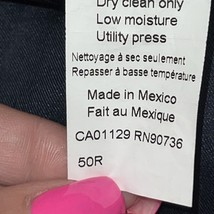 Dry clean only
Low moisture
Utility press
Nettoyage à sec seulement
Repasser à basse température
Made in Mexico
Fait au Mexique
CA01129 RN90736
50R